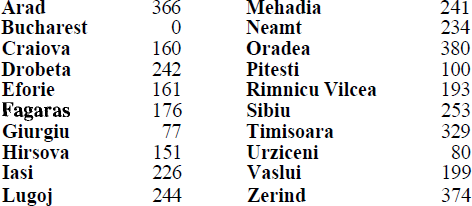 Arad 366 Mehadia 241
Bucharest 0 Neamt 234
Craiova 160 Oradea 380
Drobeta 242 Pitesti 100
Eforie 161 Rimnicu Vilcea 193
Fagaras 176 Sibiu 253
Giurgiu 77 Timisoara 329
Hirsova 151 Urziceni 80
Iasi 226 Vaslui 199
Lugoj 244 Zerind 374